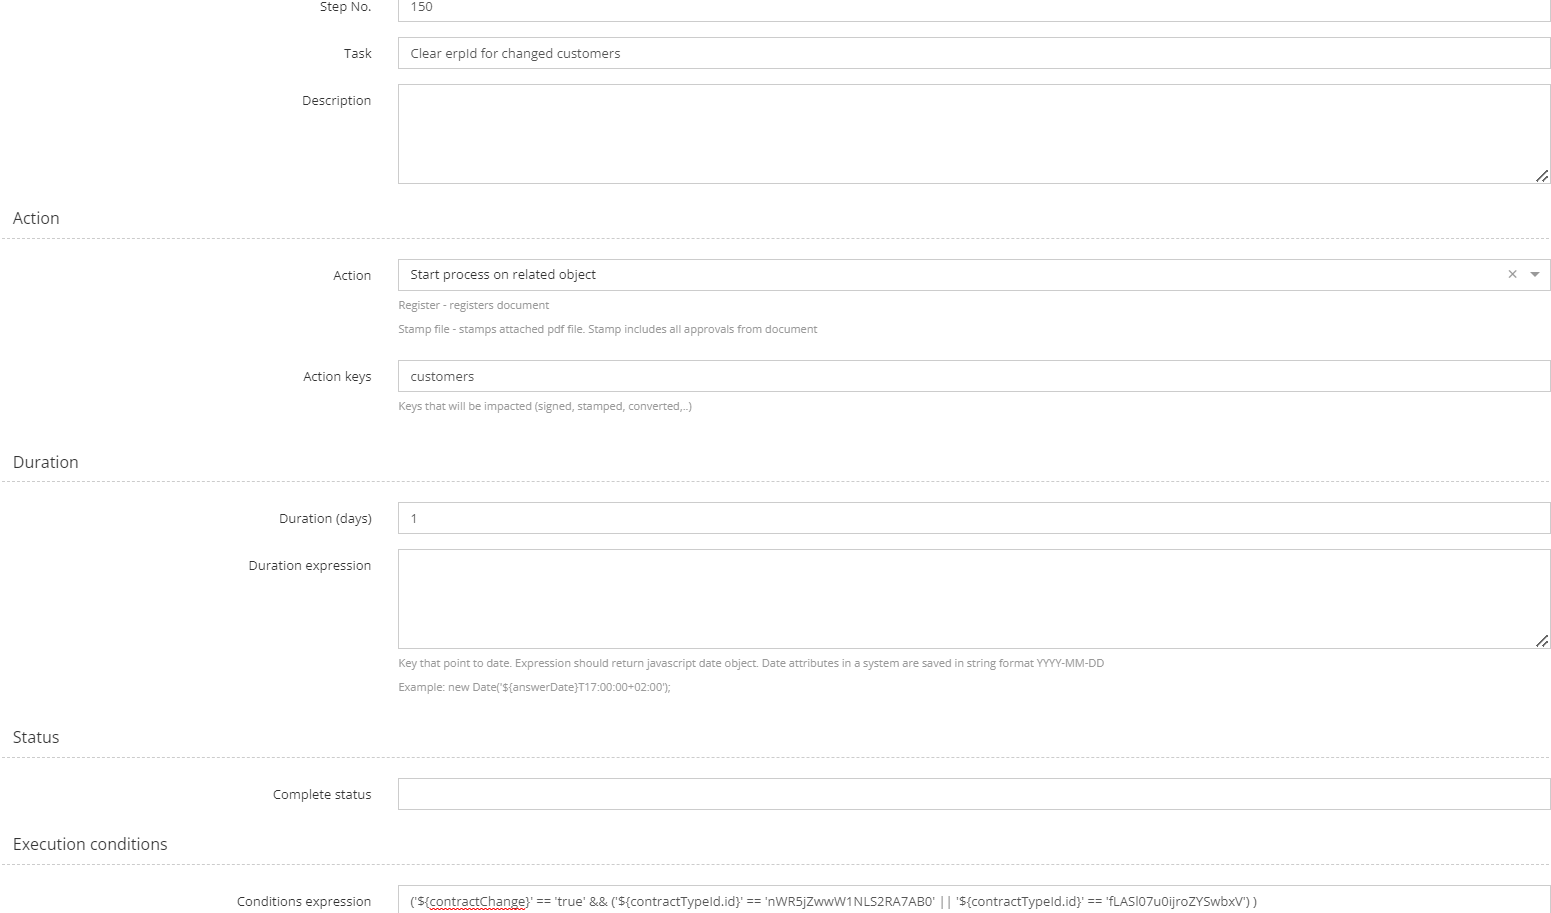 Step No.
150
Task
Clear erpId for changed customers
Description
Action
Action
Start process on related object
Register - registers document
Stamp file - stamps attached pdf file. Stamp includes all approvals from document
Action keys
customers
Keys that will be impacted (signed, stamped, converted,..)
Duration
Duration (days)
1
Duration expression
Key that point to date. Expression should return javascript date object. Date attributes in a system are saved in string format YYYY-MM-DD
Example: new Date('${answerDate}T17:00:00+02:00');
Status
Complete status
Execution conditions
Conditions expression
('${contractChange}' == 'true' && ('${contractTypeId.id}' == 'nWR5jZwwW1NLS2RA7AB0' || '${contractTypeId.id}' == 'fLASl07u0ijroZYSwbxV') )